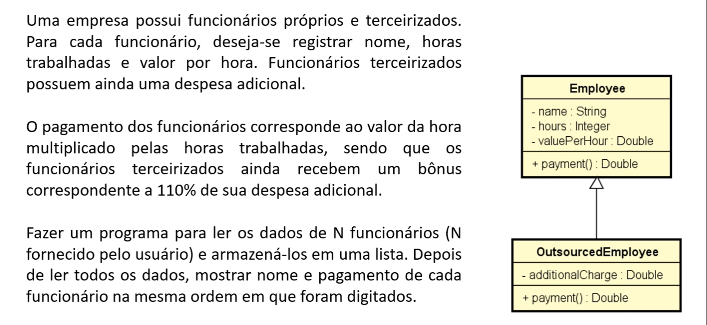 Uma empresa possui funcionários próprios e terceirizados.
Para cada funcionário, deseja-se registrar nome, horas
trabalhadas e valor por hora. Funcionários terceirizados
possuem ainda uma despesa adicional.
O pagamento dos funcionários corresponde ao valor da hora
multiplicado pelas horas trabalhadas, sendo que os
funcionários terceirizados ainda recebem um bônus
correspondente a 110% de sua despesa adicional.
Fazer um programa para ler os dados de N funcionários (N
fornecido pelo usuário) e armazená-los em uma lista. Depois
de ler todos os dados, mostrar nome e pagamento de cada
funcionário na mesma ordem em que foram digitados.
Employee
- name : String
- hours : Integer
- valuePerHour : Double
+ payment() : Double
OutsourcedEmployee
- additionalCharge : Double
+ payment() : Double